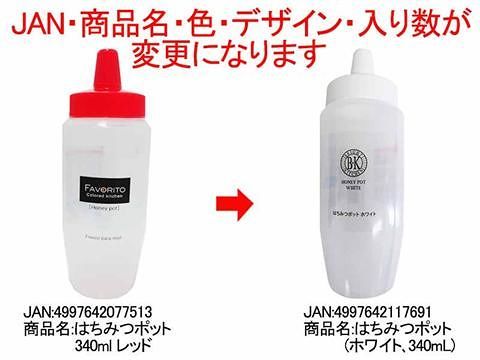 JAN・商品名・色・デザイン・入り数が
変更になります
FAVORITO
Colored kitchen
[Honey pot]
BK
HONEY POT
WHITE
はちみつポット ホワイト
JAN:4997642077513
商品名:はちみつポット
340ml レッド
JAN:4997642117691
商品名:はちみつポット
(ホワイト、340mL)